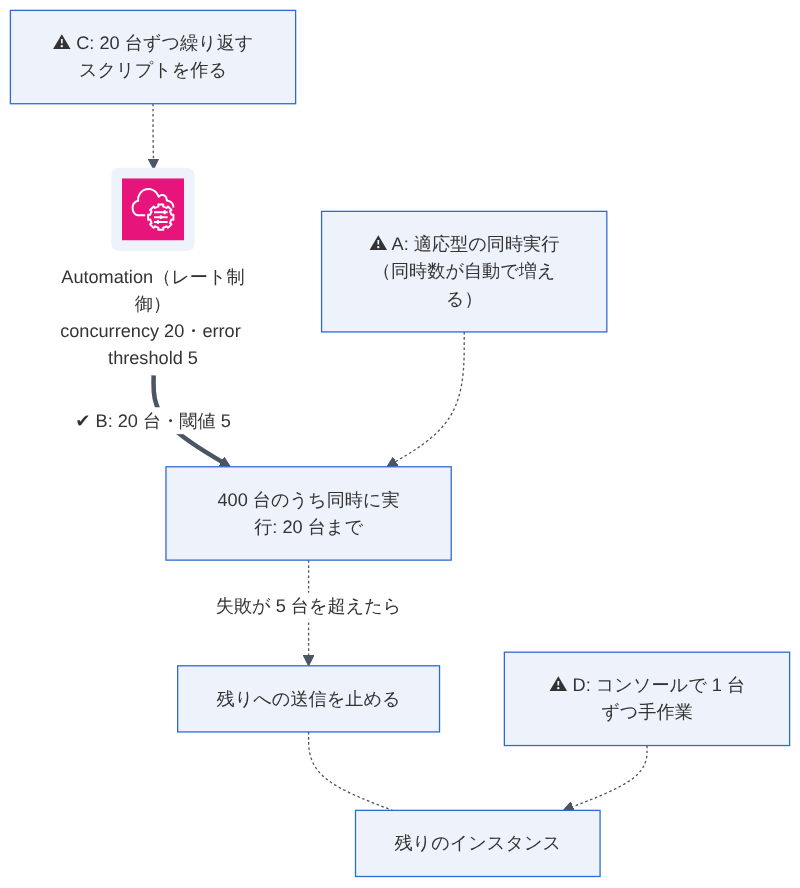 ⚠ C: 20 台ずつ繰り返す
スクリプトを作る
Automation（レート制
御）
concurrency 20・error
threshold 5
⚠ A: 適応型の同時実行
（同時数が自動で増え
る）
✔ B: 20 台・閾値 5
400 台のうち同時に実
行: 20 台まで
失敗が 5 台を超えたら
残りへの送信を止める
⚠ D: コンソールで 1 台
ずつ手作業
残りのインスタンス